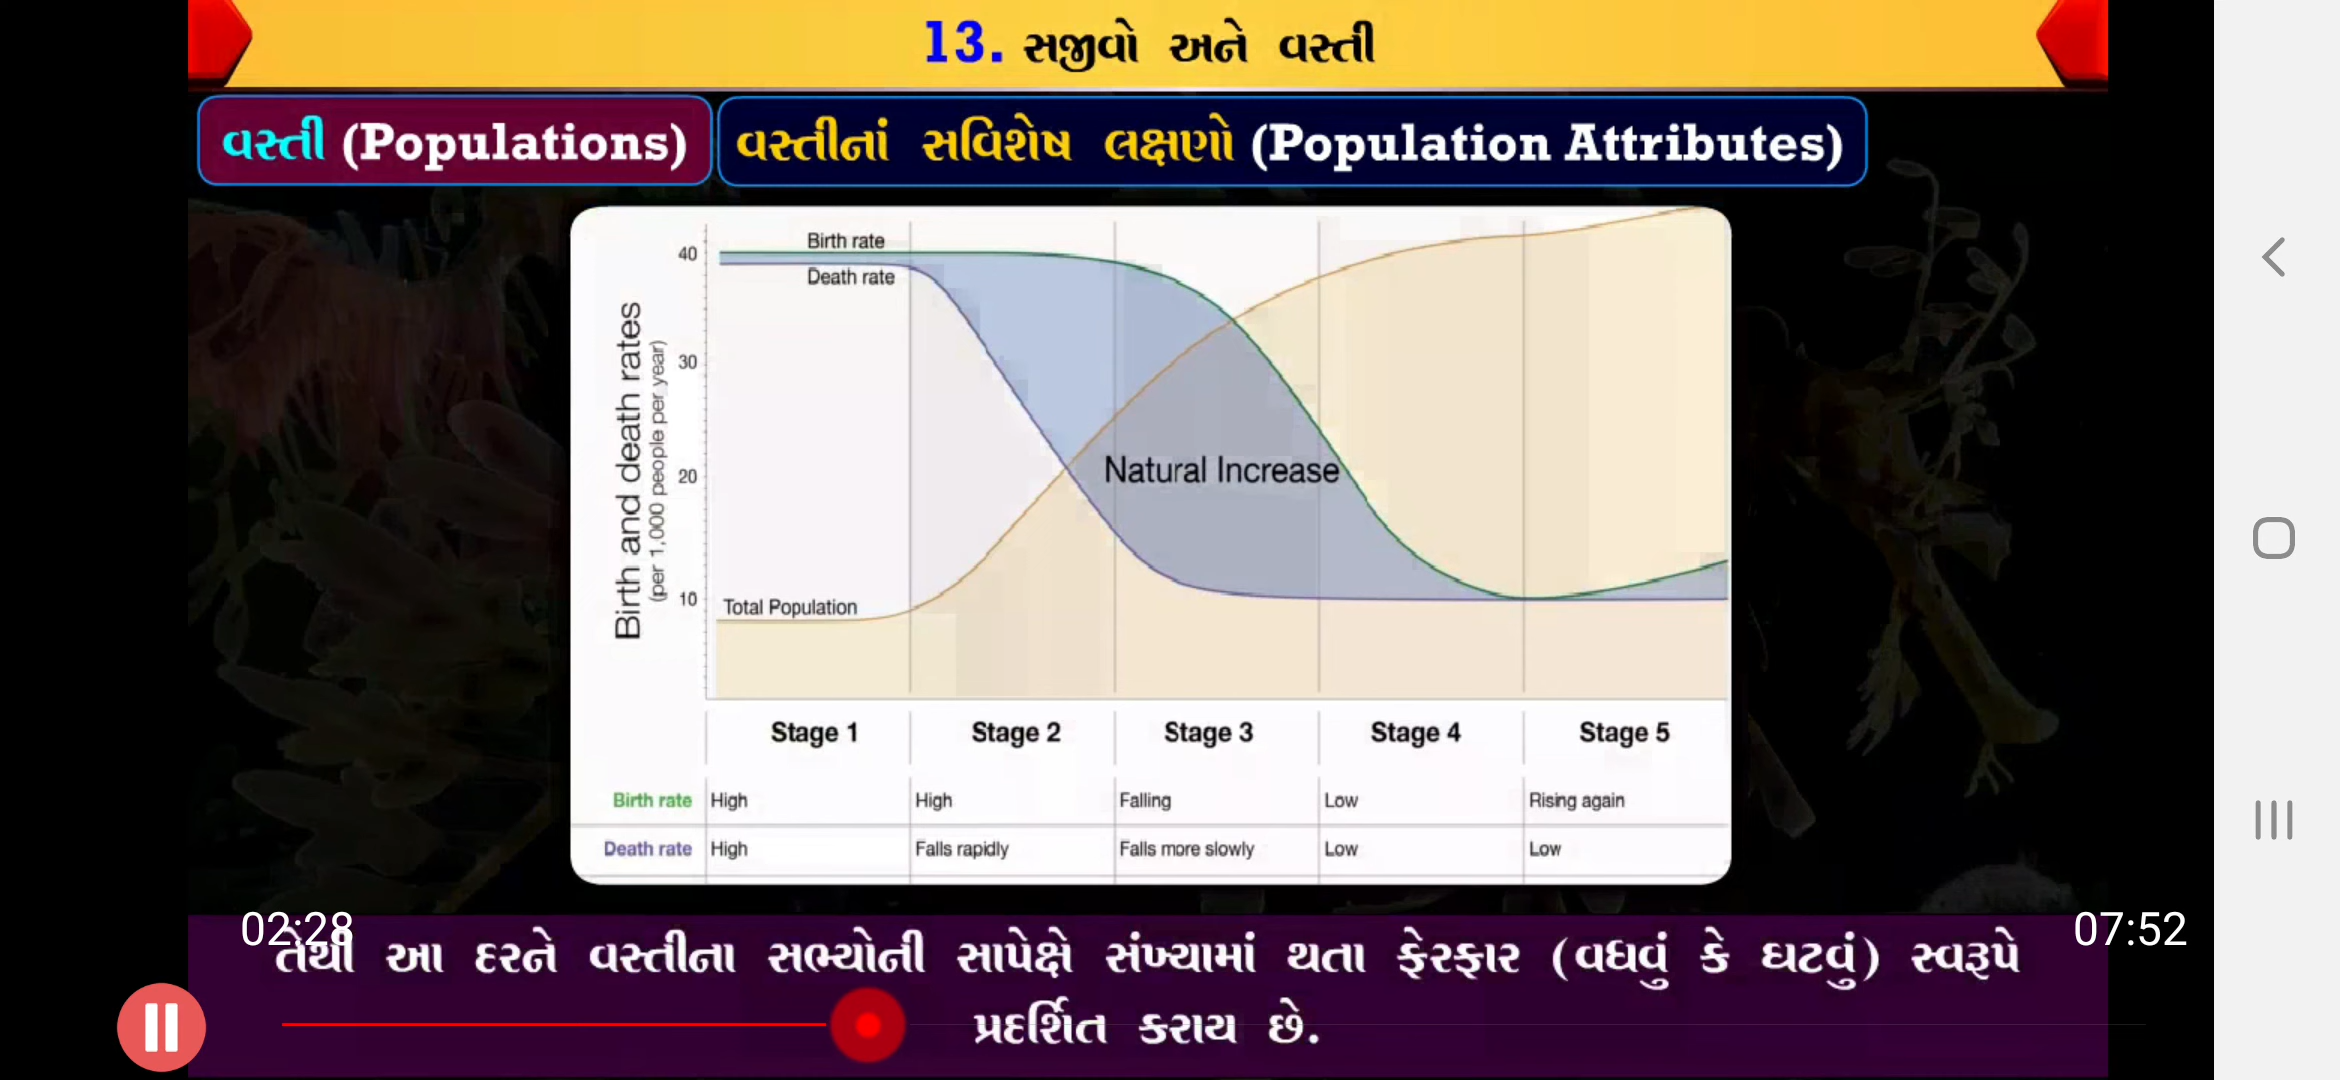 13. સજીવો અને વસ્તી
વસ્તી (Populations) વસ્તીનાં સવિશેષ લક્ષણો (Population Attributes)
Birth and death rates
(per 1,000 people per year)
40
30
20
10
Birth rate
Death rate
Natural Increase
Total Population
Stage 1 Stage 2 Stage 3 Stage 4 Stage 5
Birth rate High High Falling Low Rising again
Death rate High Falls rapidly Falls more slowly Low Low
02:28 07:52
તેથી આ દરને વસ્તીના સભ્યોની સાપેક્ષે સંખ્યામાં થતા ફેરફાર (વધવું કે ઘટવું) સ્વરૂપે
પ્રદર્શિત કરાય છે.